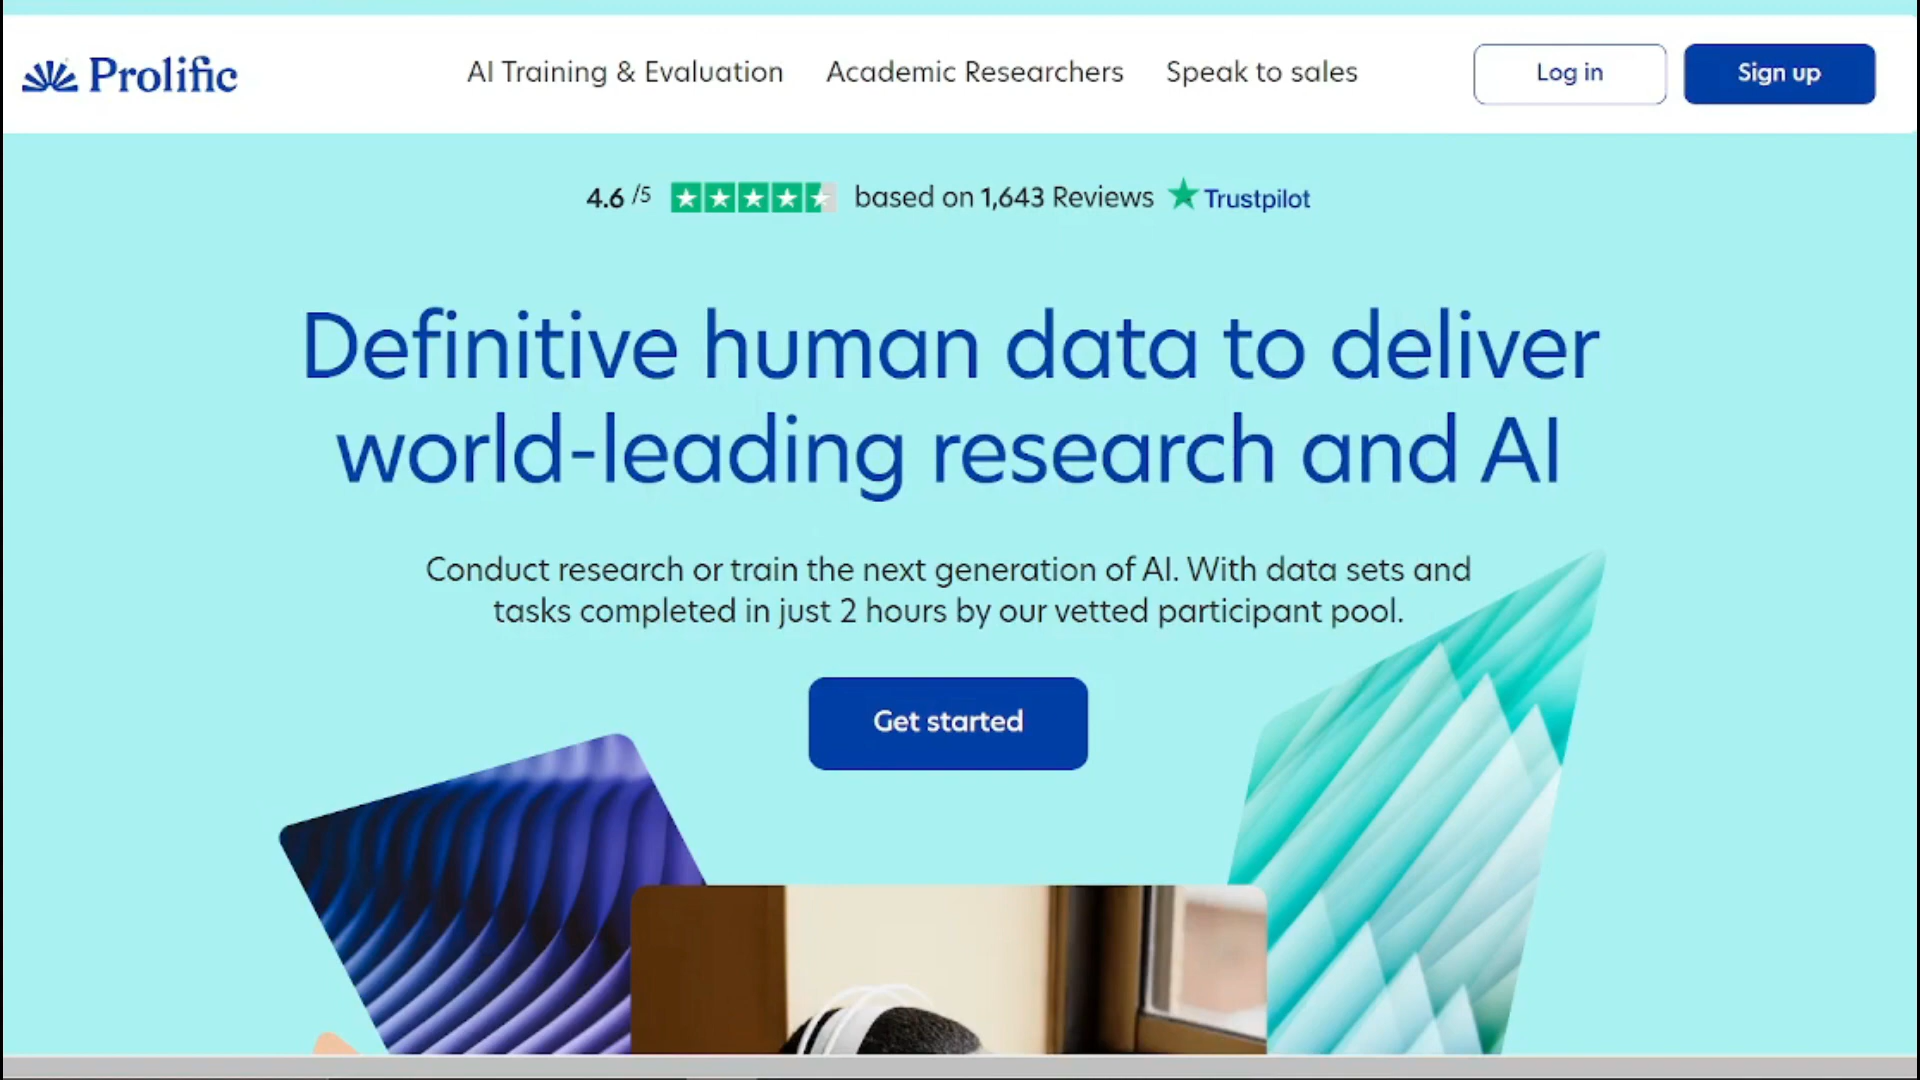 Prolific
AI Training & Evaluation
Academic Researchers
Speak to sales
Log in
Sign up
4.6 /5 based on 1,643 Reviews Trustpilot
Definitive human data to deliver
world-leading research and AI
Conduct research or train the next generation of AI. With data sets and
tasks completed in just 2 hours by our vetted participant pool.
Get started